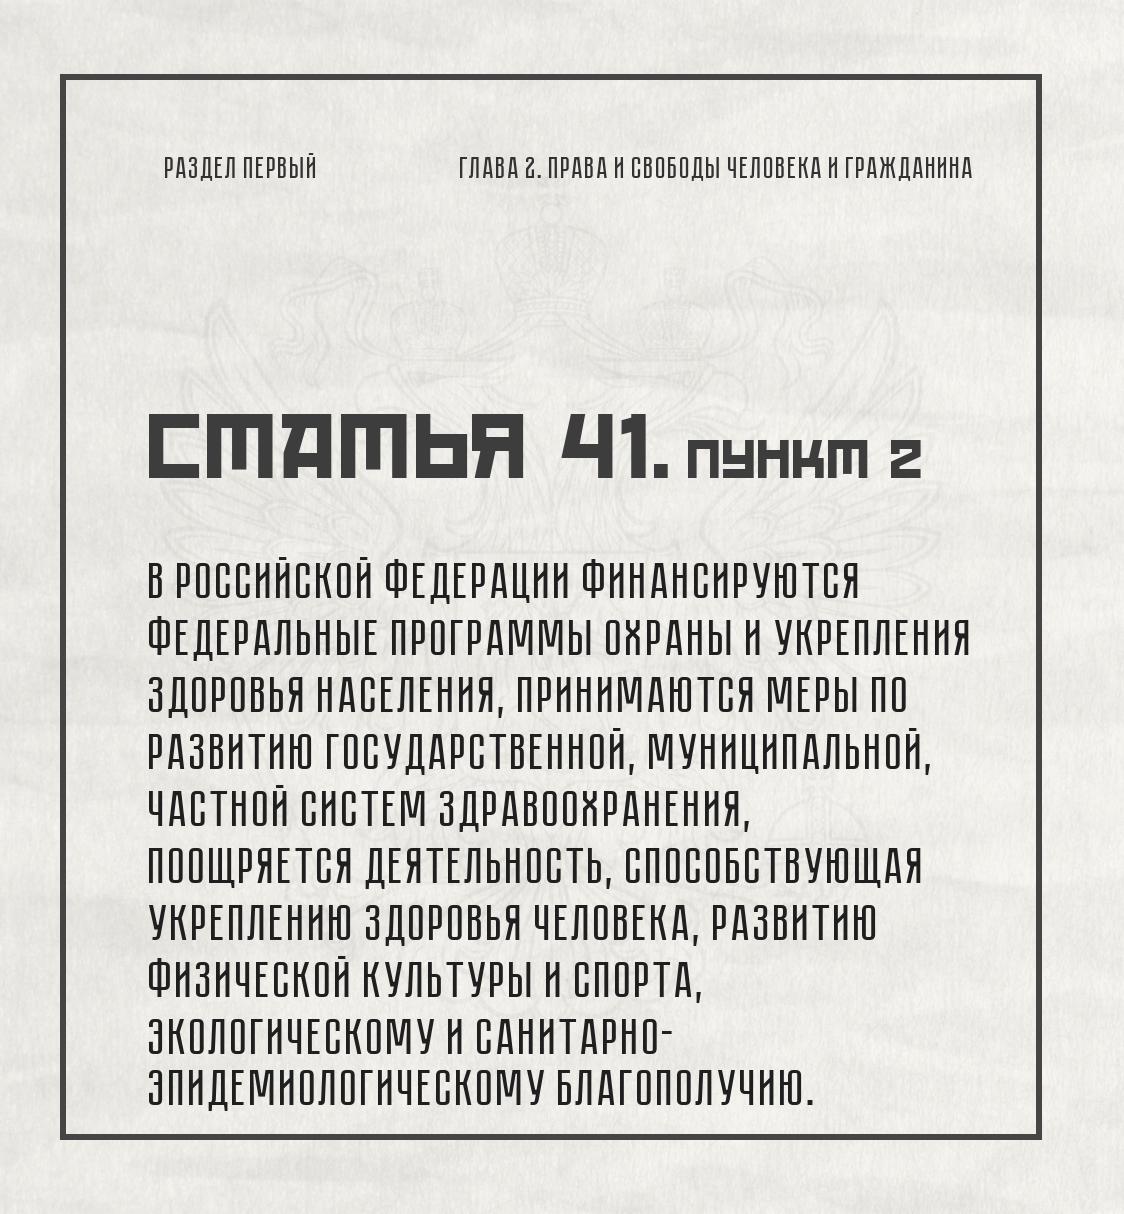 РАЗДЕЛ ПЕРВЫЙ
ГЛАВА 2. ПРАВА И СВОБОДЫ ЧЕЛОВЕКА И ГРАЖДАНИНА
СТАТЬЯ 41. ПУНКТ 2
В РОССИЙСКОЙ ФЕДЕРАЦИИ ФИНАНСИРУЮТСЯ
ФЕДЕРАЛЬНЫЕ ПРОГРАММЫ ОХРАНЫ И УКРЕПЛЕНИЯ
ЗДОРОВЬЯ НАСЕЛЕНИЯ, ПРИНИМАЮТСЯ МЕРЫ ПО
РАЗВИТИЮ ГОСУДАРСТВЕННОЙ, МУНИЦИПАЛЬНОЙ,
ЧАСТНОЙ СИСТЕМ ЗДРАВООХРАНЕНИЯ,
ПООЩРЯЕТСЯ ДЕЯТЕЛЬНОСТЬ, СПОСОБСТВУЮЩАЯ
УКРЕПЛЕНИЮ ЗДОРОВЬЯ ЧЕЛОВЕКА, РАЗВИТИЮ
ФИЗИЧЕСКОЙ КУЛЬТУРЫ И СПОРТА,
ЭКОЛОГИЧЕСКОМУ И САНИТАРНО-
ЭПИДЕМИОЛОГИЧЕСКОМУ БЛАГОПОЛУЧИЮ.